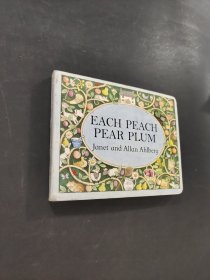 EACH PEACH
PEAR PLUM
Janet and Allan Ahlberg